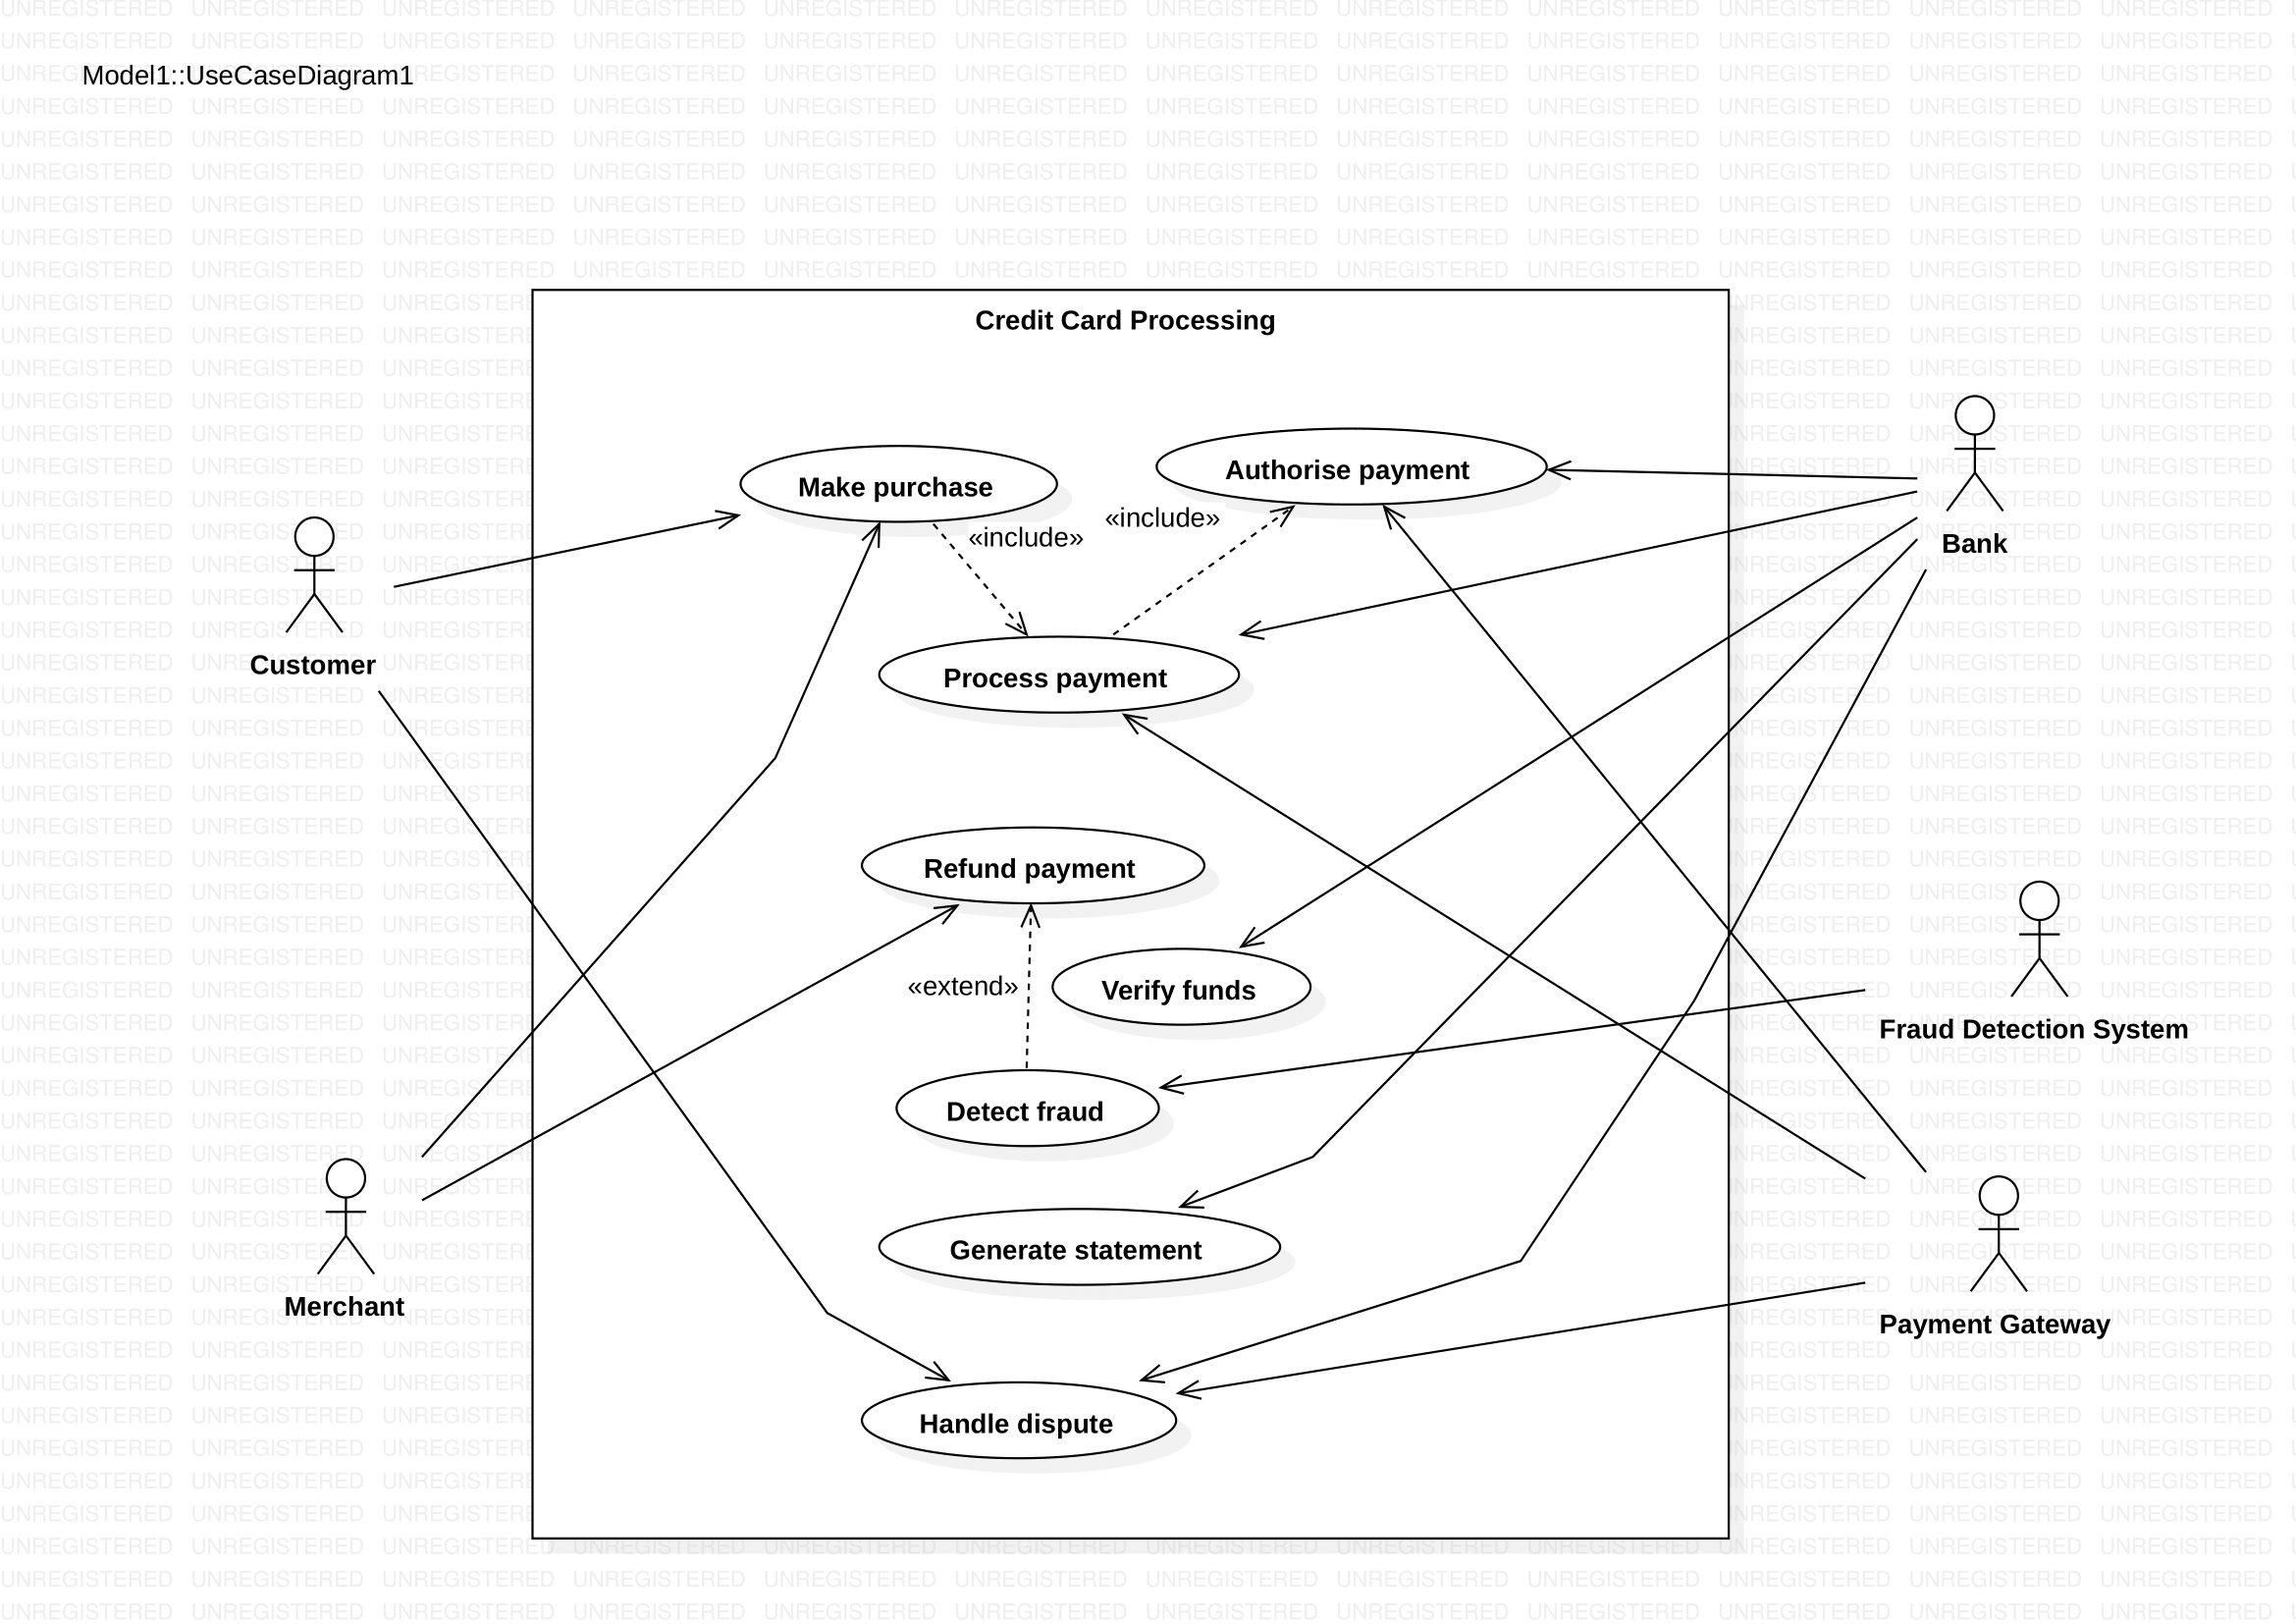 Model1::UseCaseDiagram1
Credit Card Processing
Make purchase
Authorise payment
«include»
«include»
Bank
Customer
Process payment
Refund payment
«extend»
Verify funds
Fraud Detection System
Detect fraud
Generate statement
Merchant
Payment Gateway
Handle dispute
UNREGISTERED